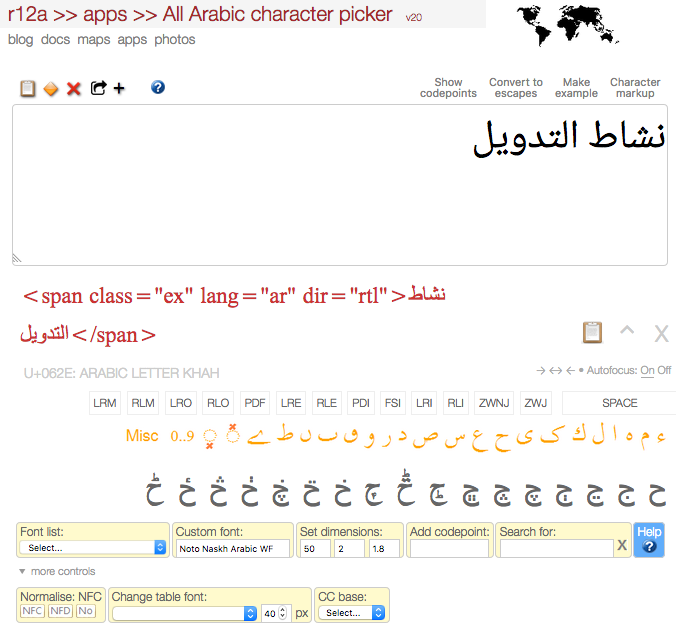 r12a >> apps >> All Arabic character picker v20
blog docs maps apps photos
Show codepoints
Convert to escapes
Make example
Character markup
نشاط التدويل
<span class="ex" lang="ar" dir="rtl">نشاط
التدويل</span>
X
U+062E: ARABIC LETTER KHAH
→ ↔ ← • Autofocus: On Off
LRM RLM LRO RLO PDF LRE RLE PDI FSI LRI RLI ZWNJ ZWJ SPACE
Misc 0..9
ء م ه ا ل ك ک ی ح ع س ص د ر و ق ب ں ط ے
Font list: Custom font: Set dimensions: Add codepoint: Search for: Help
Select... Noto Naskh Arabic WF 50 2 1.8 X ?
▼ more controls
Normalise: NFC Change table font: CC base:
NFC NFD No 40 px Select...